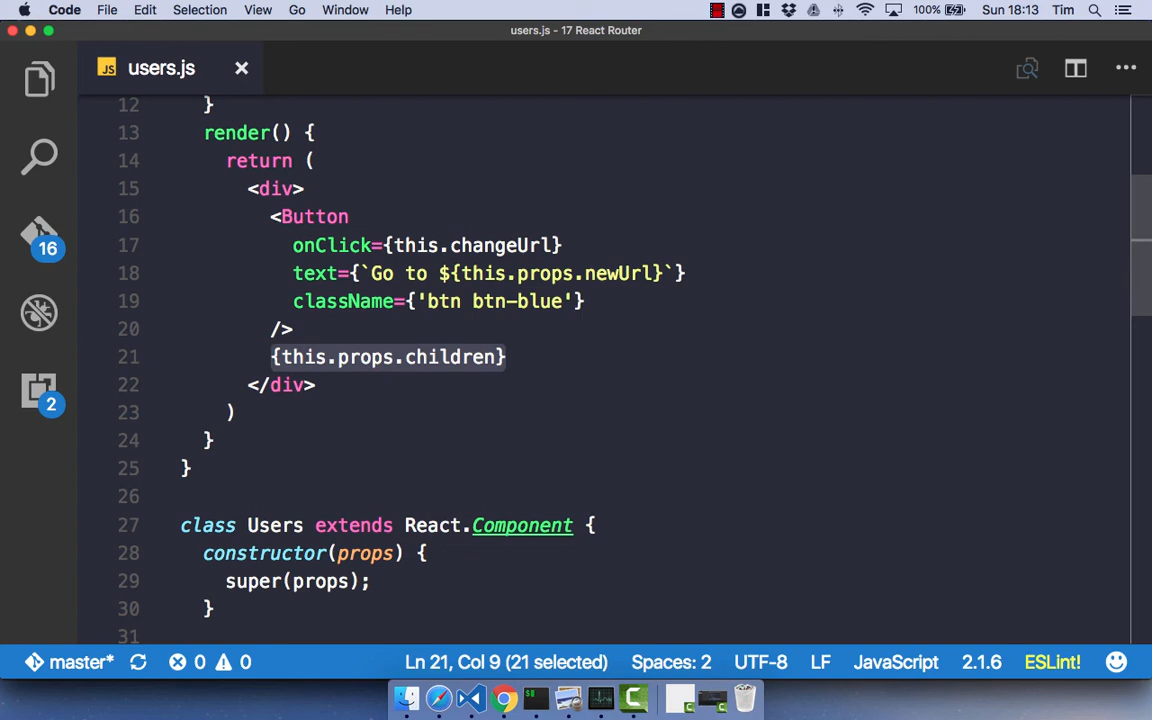 Code File Edit Selection View Go Window Help 100% Sun 18:13 Tim
users.js - 17 React Router
JS users.js
12 }
13 render() {
14 return (
15 <div>
16 <Button
17 onClick={this.changeUrl}
18 text={`Go to ${this.props.newUrl}`}
19 className={'btn btn-blue'}
20 />
21 {this.props.children}
22 </div>
23 )
24 }
25 }
26
27 class Users extends React.Component {
28 constructor(props) {
29 super(props);
30 }
31
16
2
master* 0 0 Ln 21, Col 9 (21 selected) Spaces: 2 UTF-8 LF JavaScript 2.1.6 ESLint!